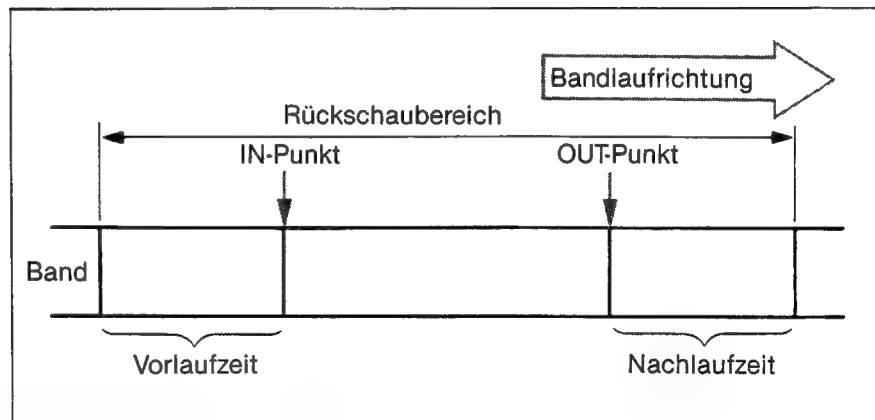 Bandlaufrichtung
Rückschaubereich
IN-Punkt OUT-Punkt
Band
Vorlaufzeit Nachlaufzeit